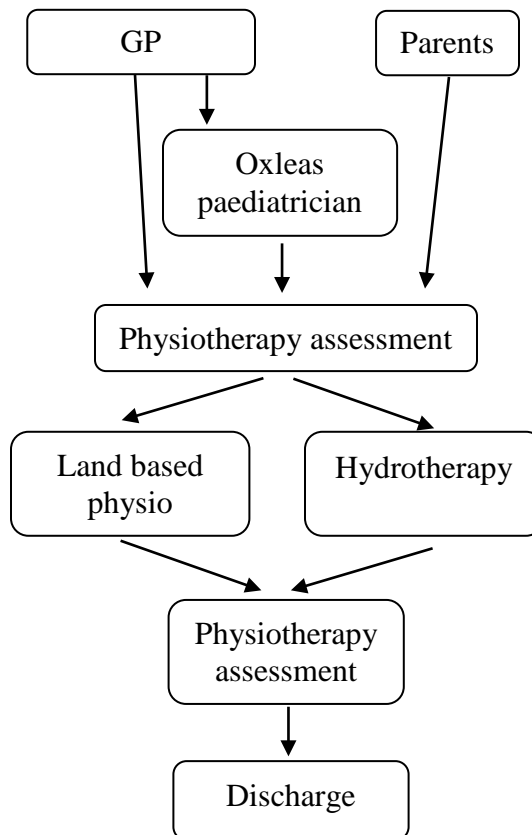 GP
Parents
Oxleas
paediatrician
Physiotherapy assessment
Land based
physio
Hydrotherapy
Physiotherapy
assessment
Discharge